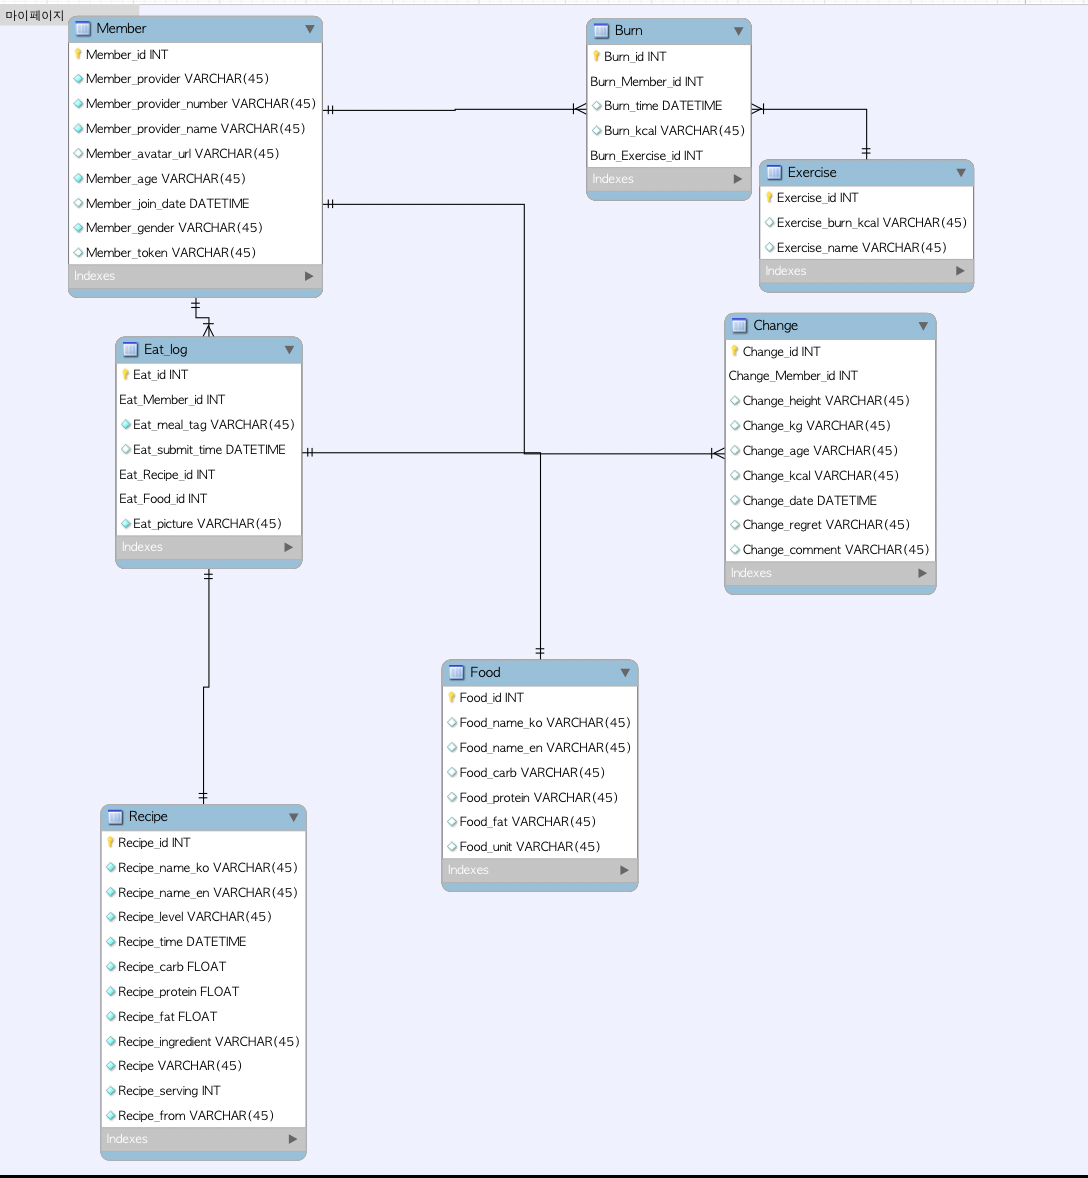 마이페이지
Member
Member_id INT
Member_provider VARCHAR(45)
Member_provider_number VARCHAR(45)
Member_provider_name VARCHAR(45)
Member_avatar_url VARCHAR(45)
Member_age VARCHAR(45)
Member_join_date DATETIME
Member_gender VARCHAR(45)
Member_token VARCHAR(45)
Indexes
Burn
Burn_id INT
Burn_Member_id INT
Burn_time DATETIME
Burn_kcal VARCHAR(45)
Burn_Exercise_id INT
Indexes
Exercise
Exercise_id INT
Exercise_burn_kcal VARCHAR(45)
Exercise_name VARCHAR(45)
Indexes
Eat_log
Eat_id INT
Eat_Member_id INT
Eat_meal_tag VARCHAR(45)
Eat_submit_time DATETIME
Eat_Recipe_id INT
Eat_Food_id INT
Eat_picture VARCHAR(45)
Indexes
Change
Change_id INT
Change_Member_id INT
Change_height VARCHAR(45)
Change_kg VARCHAR(45)
Change_age VARCHAR(45)
Change_kcal VARCHAR(45)
Change_date DATETIME
Change_regret VARCHAR(45)
Change_comment VARCHAR(45)
Indexes
Food
Food_id INT
Food_name_ko VARCHAR(45)
Food_name_en VARCHAR(45)
Food_carb VARCHAR(45)
Food_protein VARCHAR(45)
Food_fat VARCHAR(45)
Food_unit VARCHAR(45)
Indexes
Recipe
Recipe_id INT
Recipe_name_ko VARCHAR(45)
Recipe_name_en VARCHAR(45)
Recipe_level VARCHAR(45)
Recipe_time DATETIME
Recipe_carb FLOAT
Recipe_protein FLOAT
Recipe_fat FLOAT
Recipe_ingredient VARCHAR(45)
Recipe VARCHAR(45)
Recipe_serving INT
Recipe_from VARCHAR(45)
Indexes